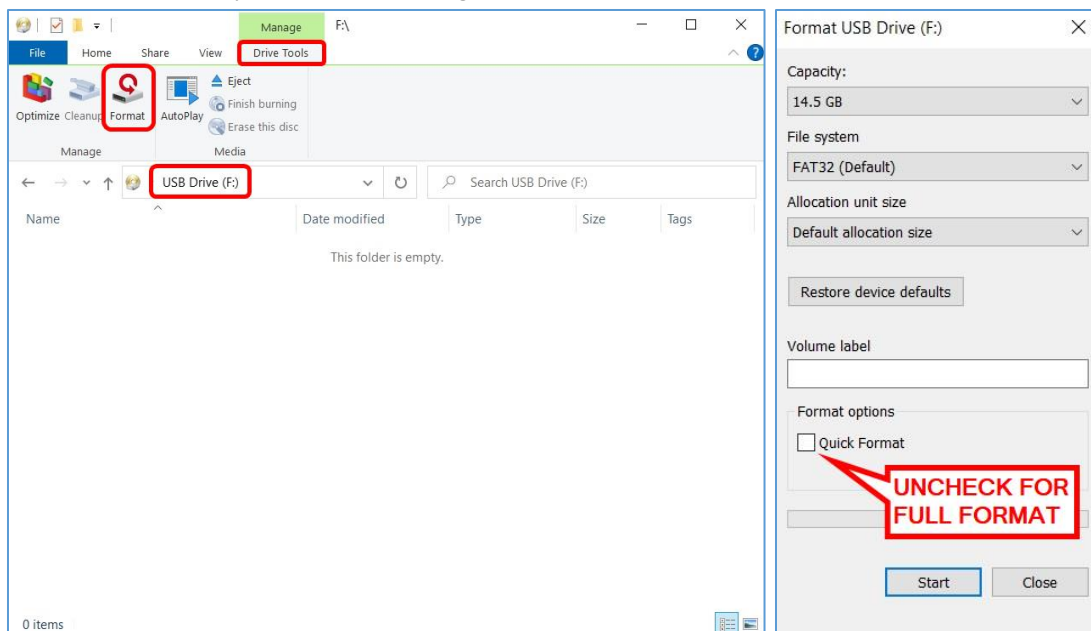 Manage
F:\
File
Home
Share
View
Drive Tools
Optimize
Cleanup
Format
AutoPlay
Eject
Finish burning
Erase this disc
Manage
Media
USB Drive (F:)
Search USB Drive (F:)
Name
Date modified
Type
Size
Tags
This folder is empty.
0 items
Format USB Drive (F:)
Capacity:
14.5 GB
File system
FAT32 (Default)
Allocation unit size
Default allocation size
Restore device defaults
Volume label
Format options
Quick Format
UNCHECK FOR
FULL FORMAT
Start
Close